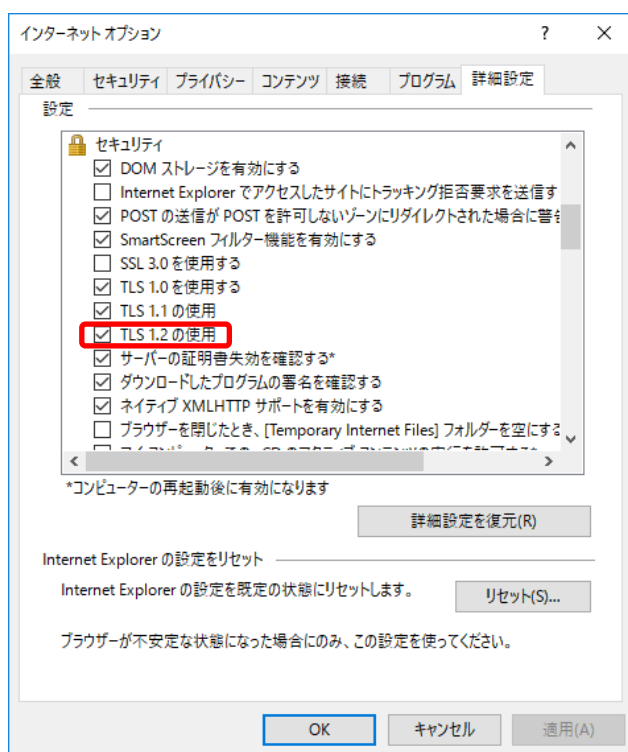 インターネット オプション ? ×
全般 セキュリティ プライバシー コンテンツ 接続 プログラム 詳細設定
設定
セキュリティ
DOM ストレージを有効にする
Internet Explorer でアクセスしたサイトにトラッキング拒否要求を送信す
POST の送信が POST を許可しないゾーンにリダイレクトされた場合に警告
SmartScreen フィルター機能を有効にする
SSL 3.0 を使用する
TLS 1.0 を使用する
TLS 1.1 の使用
TLS 1.2 の使用
サーバーの証明書失効を確認する*
ダウンロードしたプログラムの署名を確認する
ネイティブ XMLHTTP サポートを有効にする
ブラウザーを閉じたとき、[Temporary Internet Files] フォルダーを空にする
*コンピューターの再起動後に有効になります
詳細設定を復元(R)
Internet Explorer の設定をリセット
Internet Explorer の設定を既定の状態にリセットします。
リセット(S)...
ブラウザーが不安定な状態になった場合にのみ、この設定を使ってください。
OK キャンセル 適用(A)